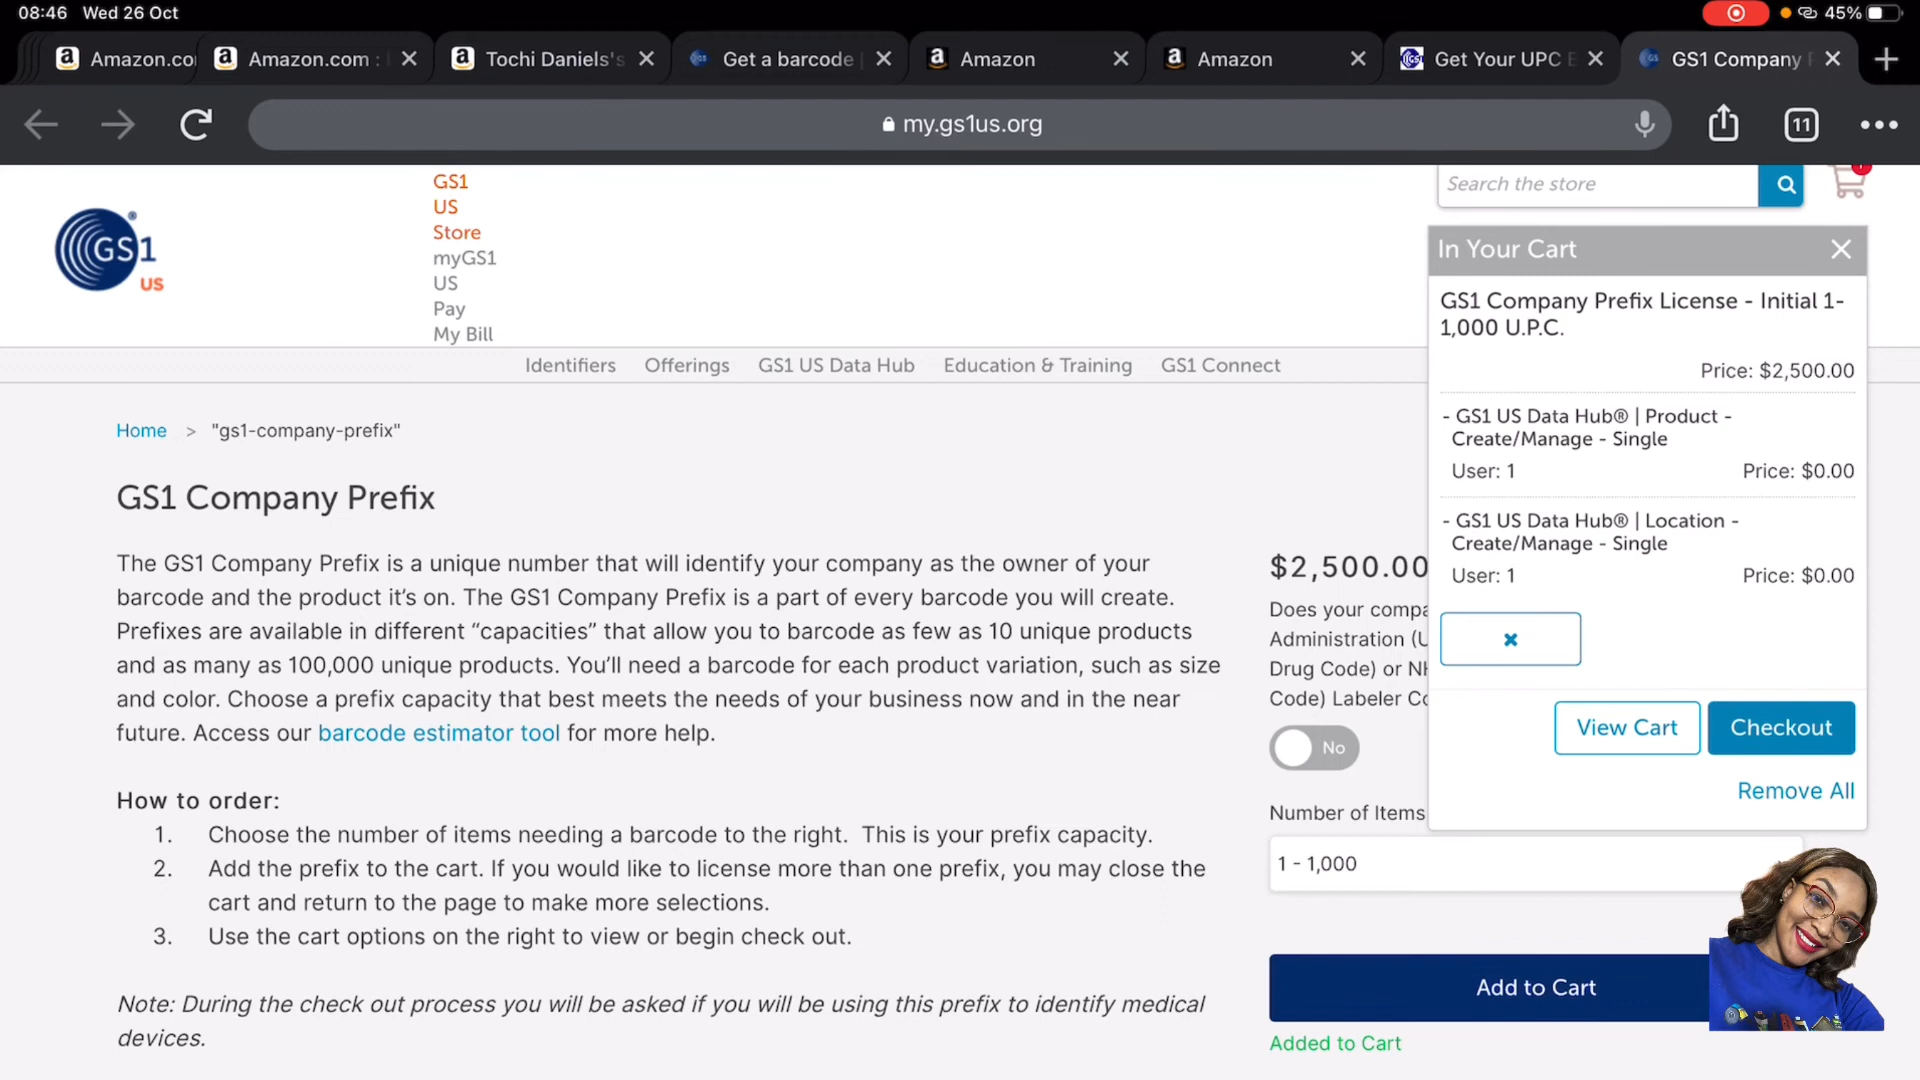 08:46 Wed 26 Oct
45%
Amazon.co
Amazon.com :
Tochi Daniels's
Get a barcode
Amazon
Amazon
Get Your UPC
GS1 Company
my.gs1us.org
11
GS1
US
Store
myGS1
US
Pay
My Bill
GS1
US
Search the store
Identifiers Offerings GS1 US Data Hub Education & Training GS1 Connect
Home > "gs1-company-prefix"
GS1 Company Prefix
The GS1 Company Prefix is a unique number that will identify your company as the owner of your
barcode and the product it's on. The GS1 Company Prefix is a part of every barcode you will create.
Prefixes are available in different "capacities" that allow you to barcode as few as 10 unique products
and as many as 100,000 unique products. You'll need a barcode for each product variation, such as size
and color. Choose a prefix capacity that best meets the needs of your business now and in the near
future. Access our barcode estimator tool for more help.
How to order:
1. Choose the number of items needing a barcode to the right. This is your prefix capacity.
2. Add the prefix to the cart. If you would like to license more than one prefix, you may close the
cart and return to the page to make more selections.
3. Use the cart options on the right to view or begin check out.
Note: During the check out process you will be asked if you will be using this prefix to identify medical
devices.
$2,500.00
Does your compa
Administration (U
Drug Code) or NH
Code) Labeler Co
No
Number of Items
1 - 1,000
Add to Cart
Added to Cart
In Your Cart
GS1 Company Prefix License - Initial 1-
1,000 U.P.C.
Price: $2,500.00
- GS1 US Data Hub® | Product -
Create/Manage - Single
User: 1 Price: $0.00
- GS1 US Data Hub® | Location -
Create/Manage - Single
User: 1 Price: $0.00
View Cart Checkout
Remove All